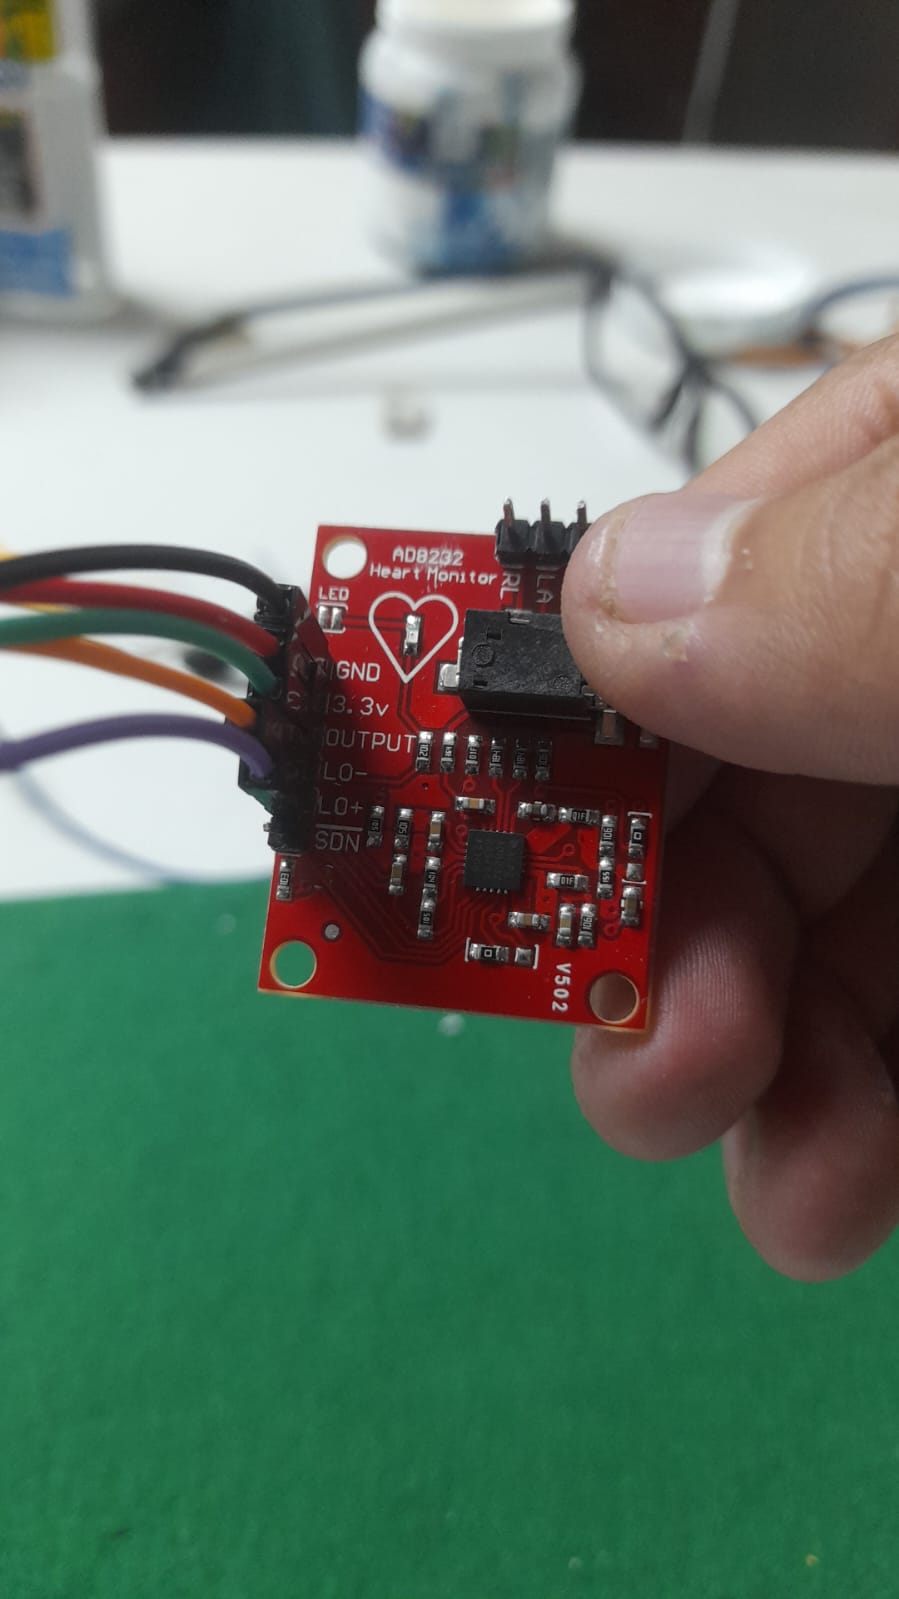 AD8232
Heart Monitor
RL
LA
LED
GND
3.3v
OUTPUT
LO-
LO+
SDN
V502